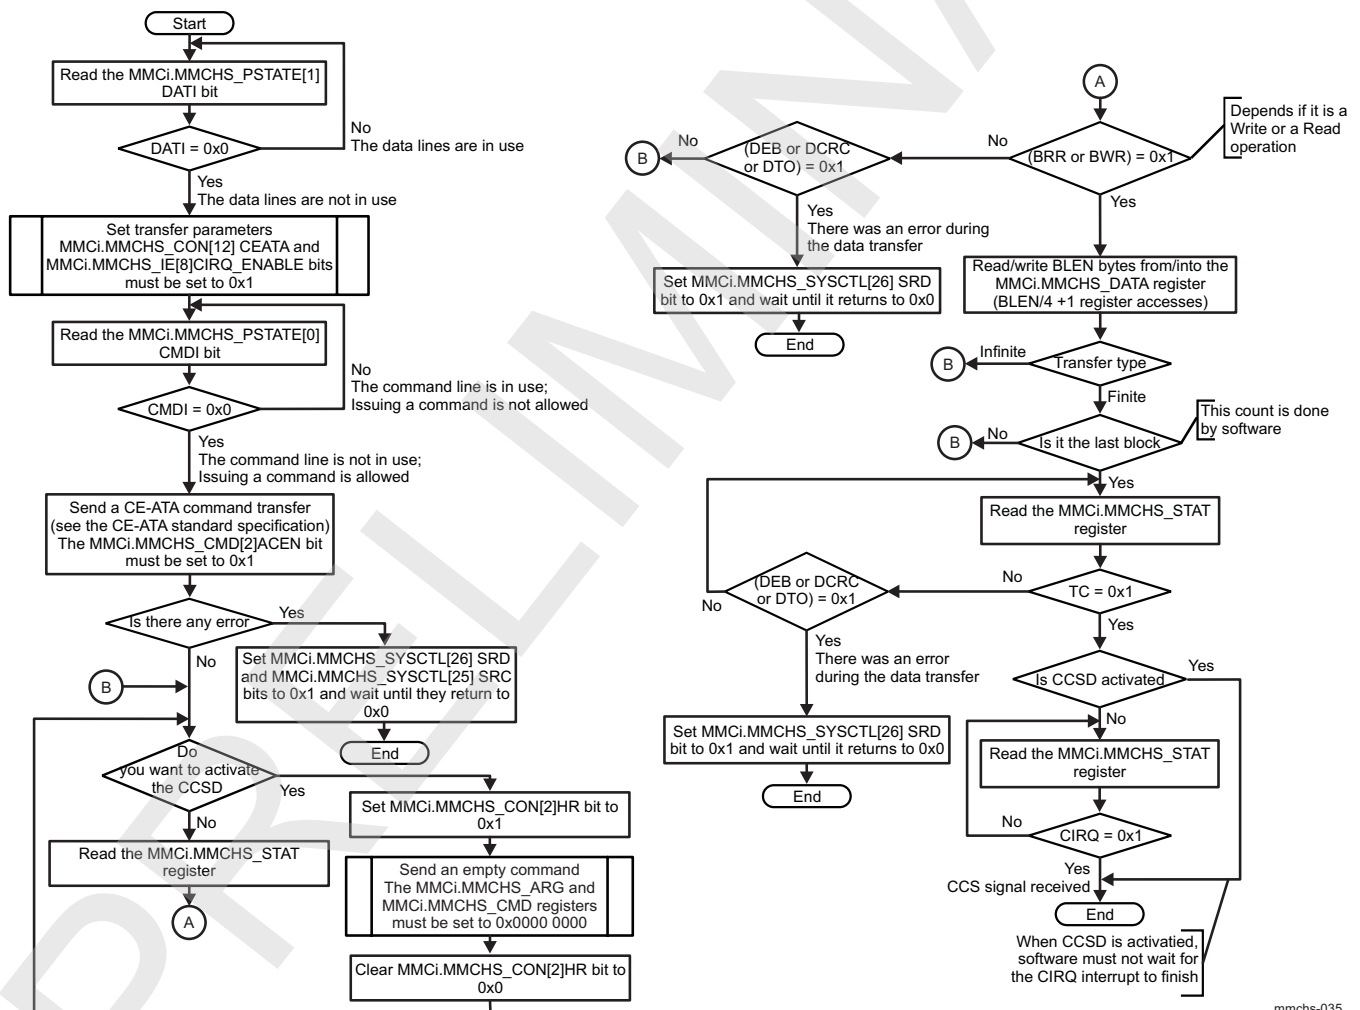 Start
Read the MMCi.MMCHS_PSTATE[1]
DATI bit
DATI = 0x0
No
The data lines are in use
Yes
The data lines are not in use
Set transfer parameters
MMCi.MMCHS_CON[12] CEATA and
MMCi.MMCHS_IE[8]CIRQ_ENABLE bits
must be set to 0x1
Read the MMCi.MMCHS_PSTATE[0]
CMDI bit
CMDI = 0x0
No
The command line is in use;
Issuing a command is not allowed
Yes
The command line is not in use;
Issuing a command is allowed
Send a CE-ATA command transfer
(see the CE-ATA standard specification)
The MMCi.MMCHS_CMD[2]ACEN bit
must be set to 0x1
Is there any error
Yes
No
Set MMCi.MMCHS_SYSCTL[26] SRD
and MMCi.MMCHS_SYSCTL[25] SRC
bits to 0x1 and wait until they return to
0x0
End
B
Do
you want to activate
the CCSD
Yes
No
Read the MMCi.MMCHS_STAT
register
A
Set MMCi.MMCHS_CON[2]HR bit to
0x1
Send an empty command
The MMCi.MMCHS_ARG and
MMCi.MMCHS_CMD registers
must be set to 0x0000 0000
Clear MMCi.MMCHS_CON[2]HR bit to
0x0
A
(BRR or BWR) = 0x1
Depends if it is a
Write or a Read
operation
No
Yes
(DEB or DCRC
or DTO) = 0x1
No
B
Yes
There was an error during
the data transfer
Set MMCi.MMCHS_SYSCTL[26] SRD
bit to 0x1 and wait until it returns to 0x0
End
Read/write BLEN bytes from/into the
MMCi.MMCHS_DATA register
(BLEN/4 +1 register accesses)
Transfer type
Infinite
B
Finite
Is it the last block
This count is done
by software
No
B
Yes
Read the MMCi.MMCHS_STAT
register
TC = 0x1
No
Yes
(DEB or DCRC
or DTO) = 0x1
No
Yes
There was an error
during the data transfer
Set MMCi.MMCHS_SYSCTL[26] SRD
bit to 0x1 and wait until it returns to 0x0
End
Is CCSD activated
Yes
No
Read the MMCi.MMCHS_STAT
register
CIRQ = 0x1
No
Yes
CCS signal received
End
When CCSD is activatied,
software must not wait for
the CIRQ interrupt to finish
mmchs-035
PRELIMINA